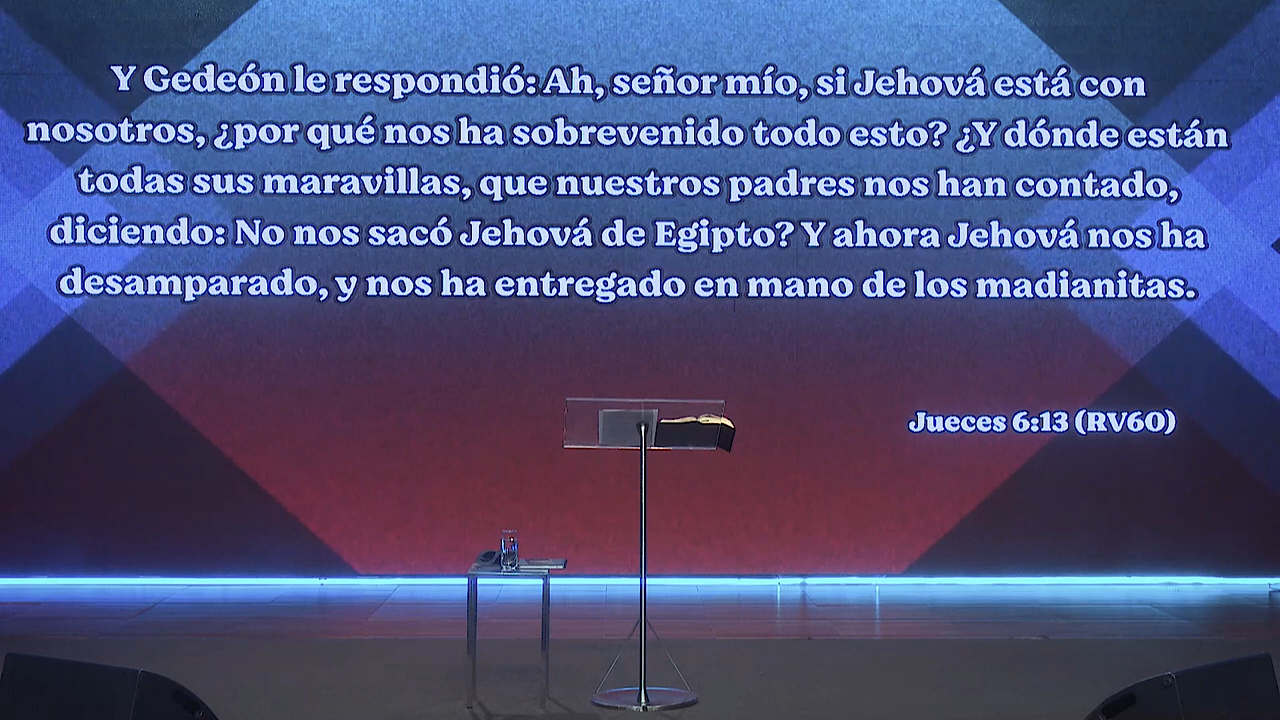 Y Gedeón le respondió: Ah, señor mío, si Jehová está con
nosotros, ¿por qué nos ha sobrevenido todo esto? ¿Y dónde están
todas sus maravillas, que nuestros padres nos han contado,
diciendo: No nos sacó Jehová de Egipto? Y ahora Jehová nos ha
desamparado, y nos ha entregado en mano de los madianitas.
Jueces 6:13 (RV60)